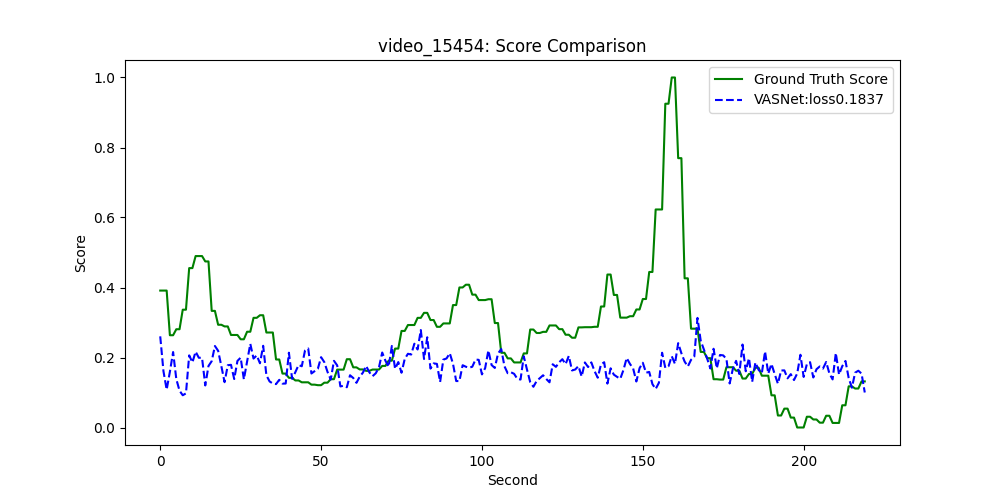 video_15454: Score Comparison
Ground Truth Score
VASNet:loss0.1837
1.0
0.8
0.6
0.4
0.2
0.0
Score
0 50 100 150 200
Second